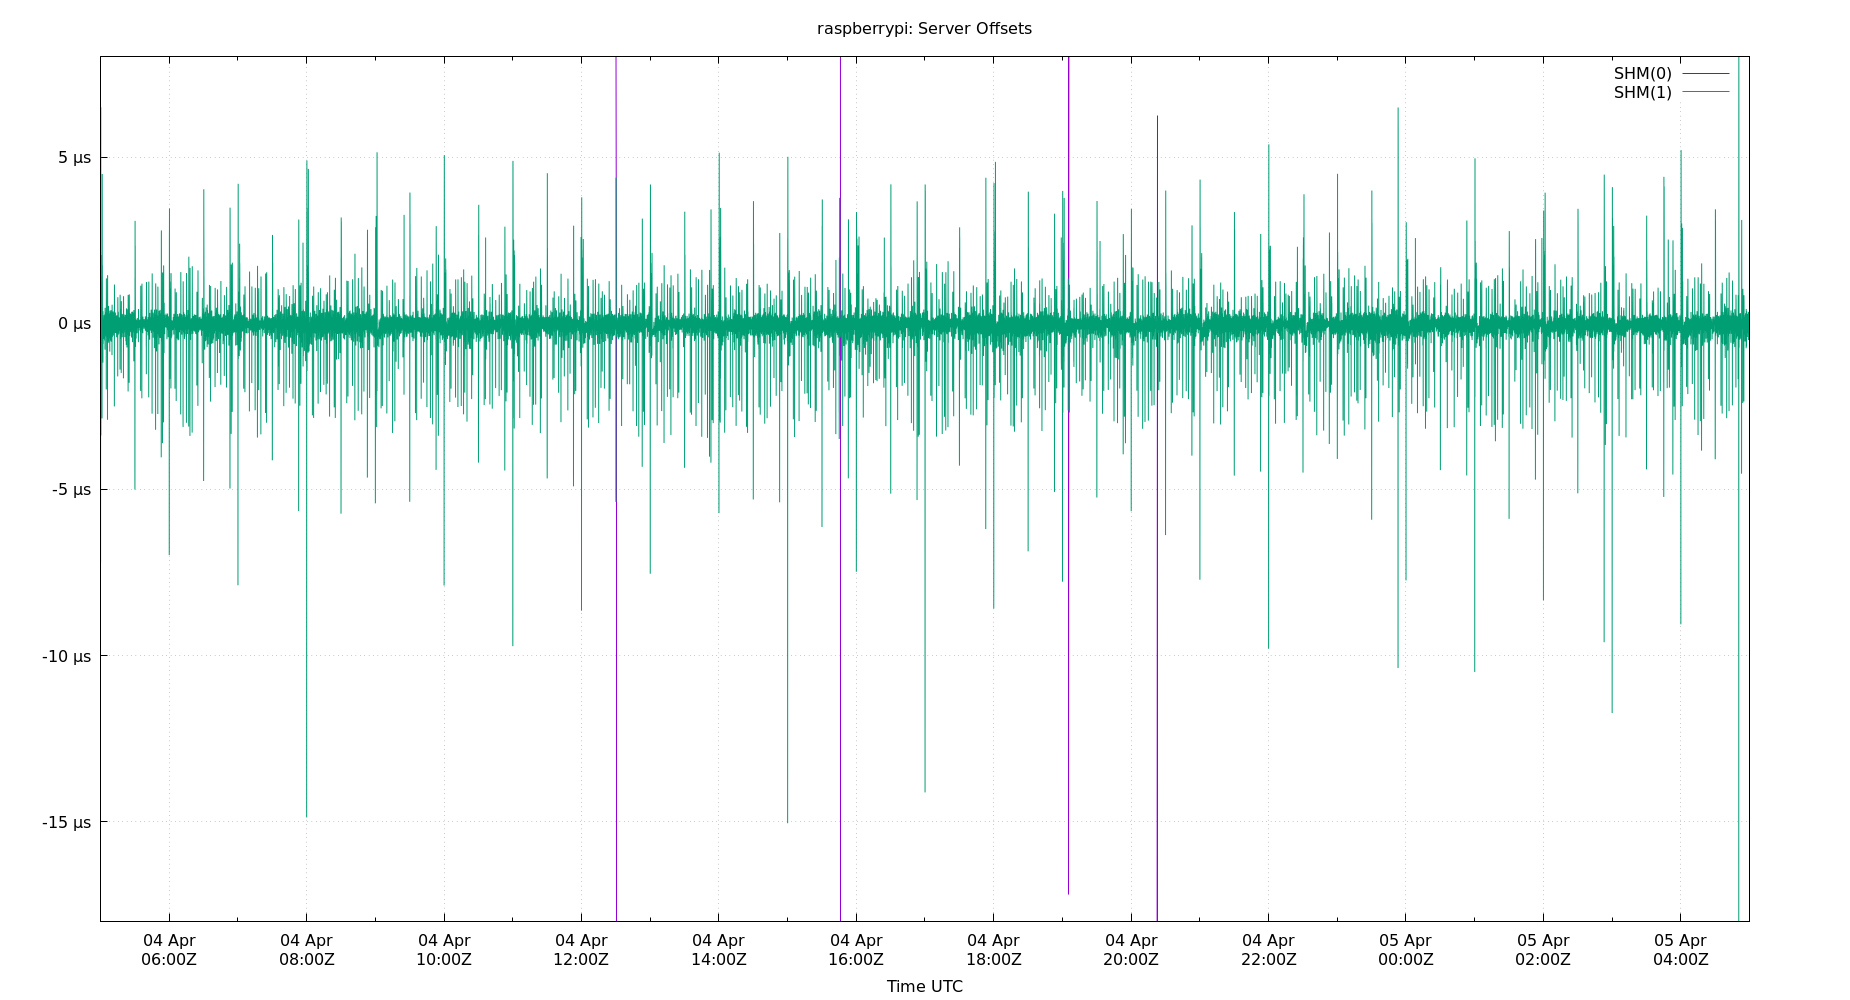 raspberrypi: Server Offsets
SHM(0)
SHM(1)
5 µs
0 µs
-5 µs
-10 µs
-15 µs
04 Apr 04 Apr 04 Apr 04 Apr 04 Apr 04 Apr 04 Apr 04 Apr 04 Apr 05 Apr 05 Apr 05 Apr
06:00Z 08:00Z 10:00Z 12:00Z 14:00Z 16:00Z 18:00Z 20:00Z 22:00Z 00:00Z 02:00Z 04:00Z
Time UTC